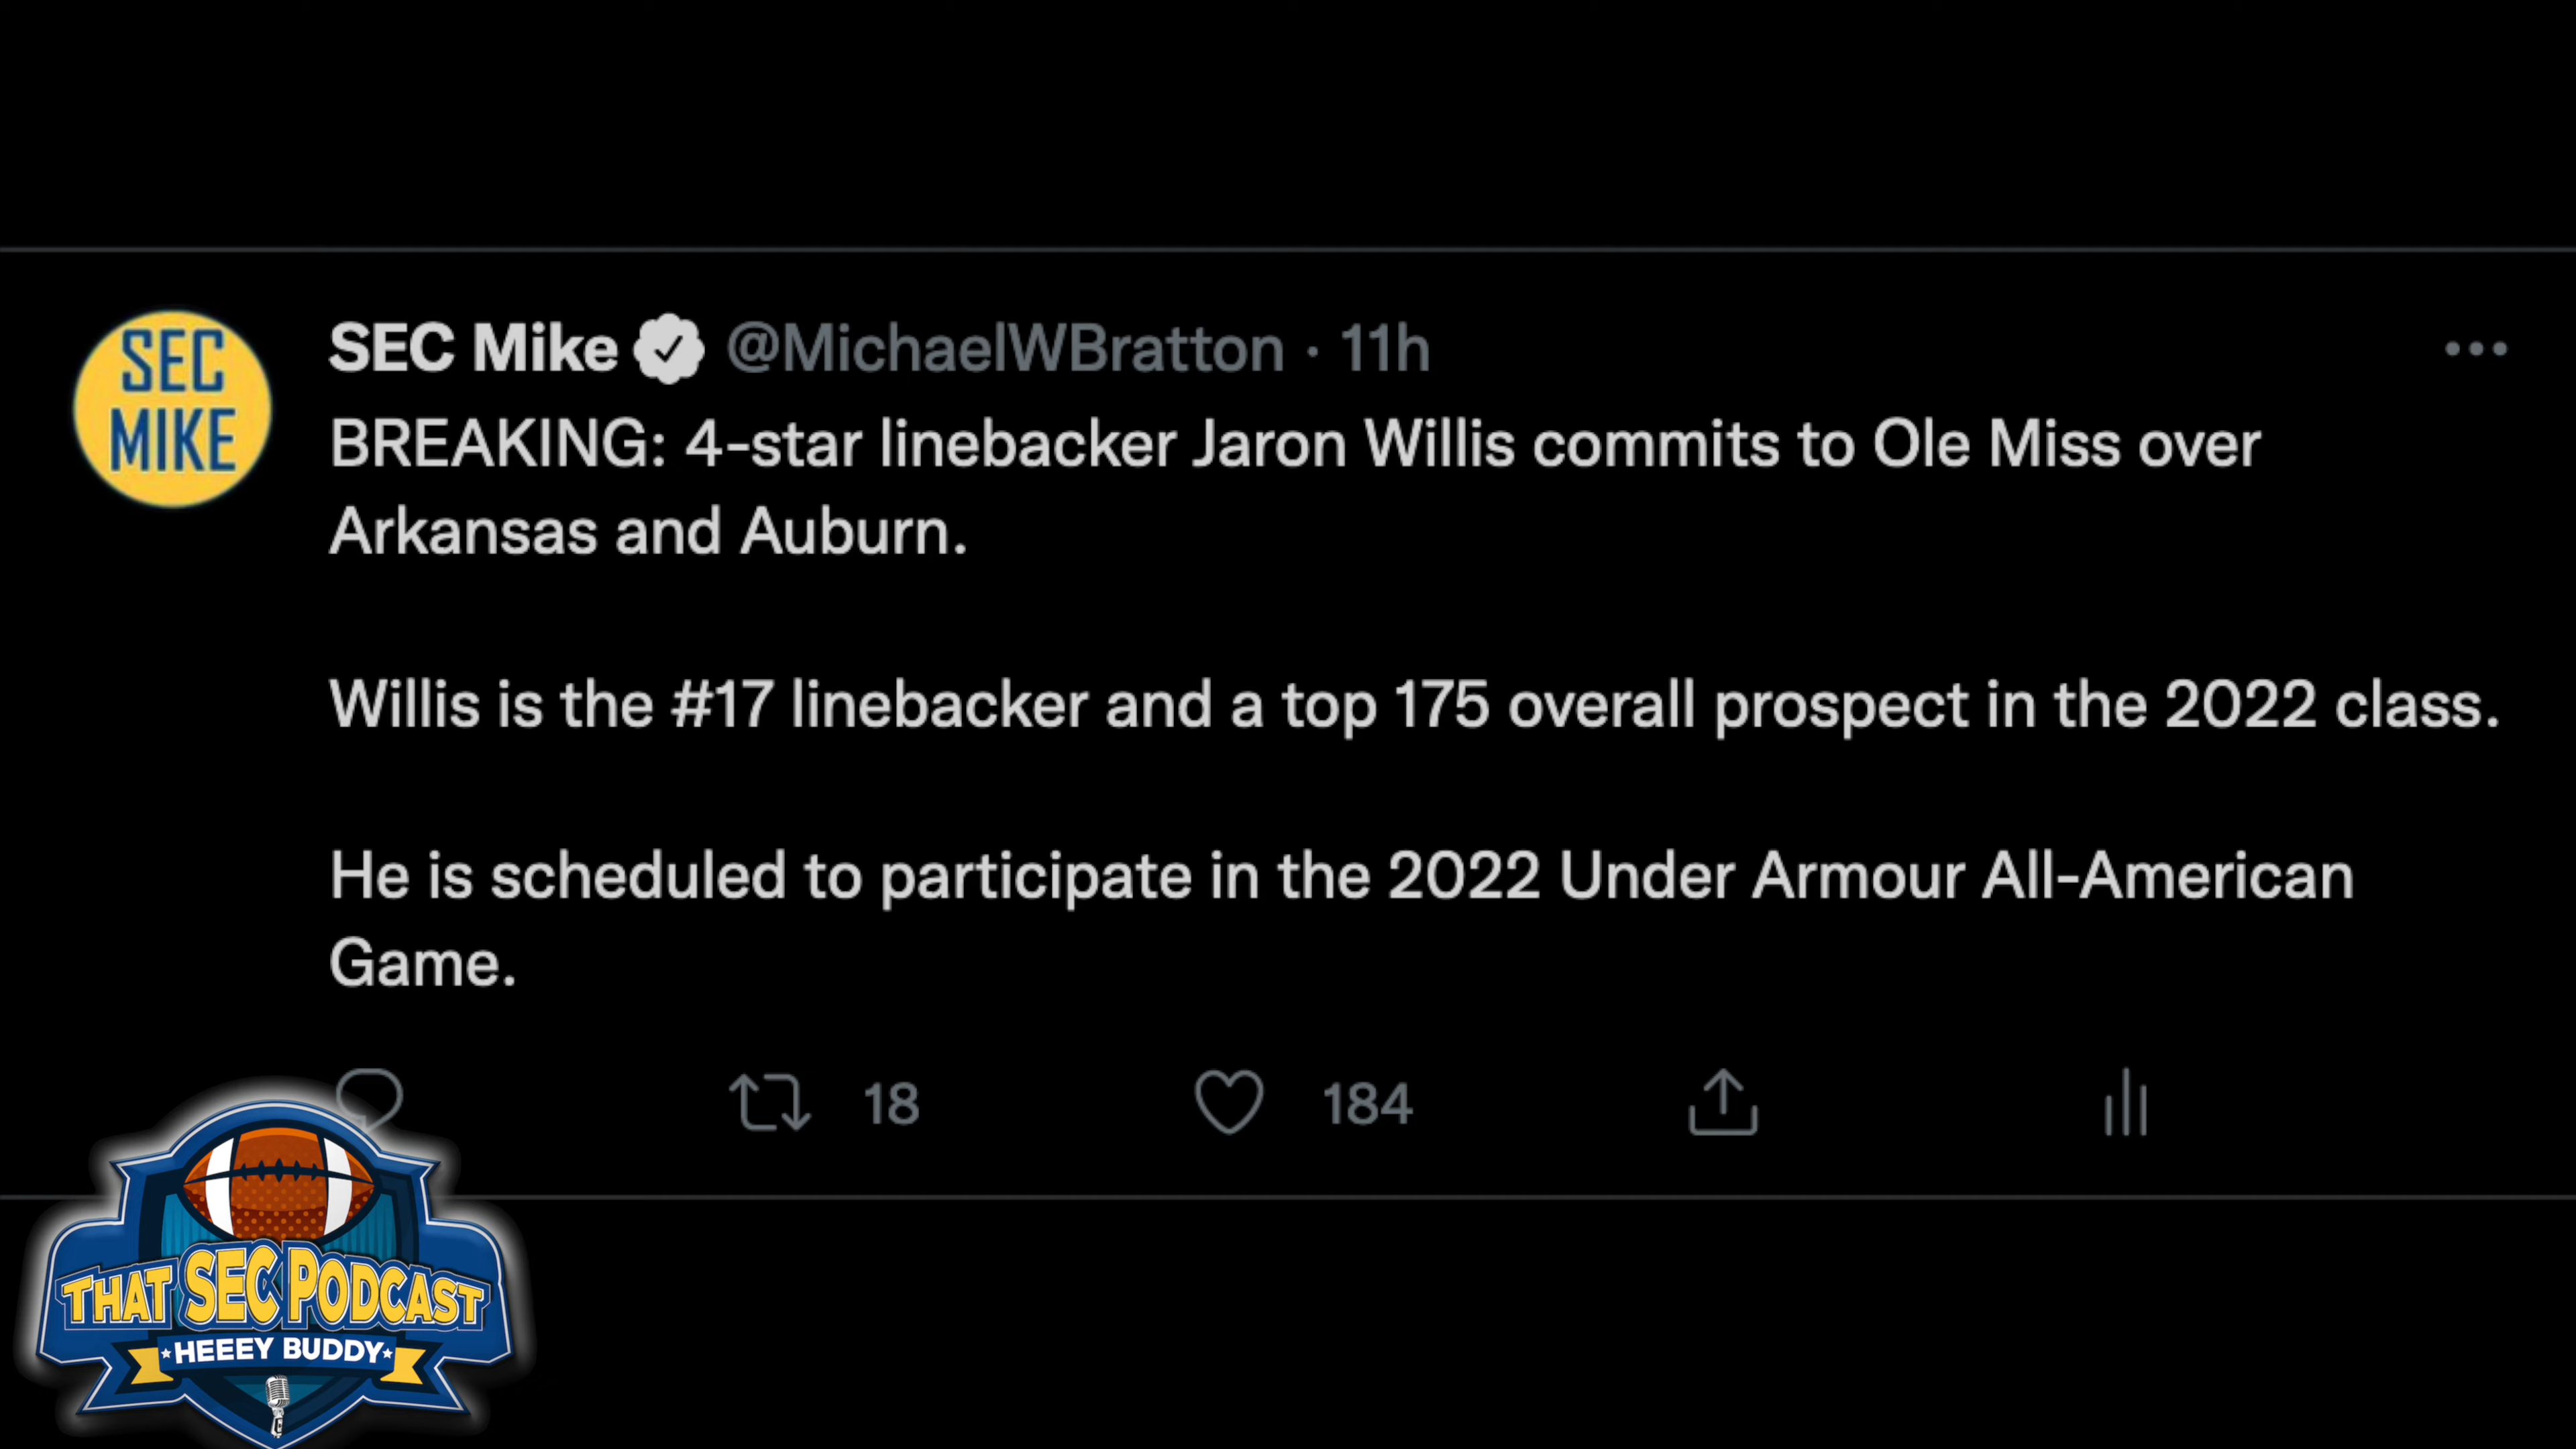 SEC
MIKE
SEC Mike @MichaelWBratton · 11h
BREAKING: 4-star linebacker Jaron Willis commits to Ole Miss over
Arkansas and Auburn.
Willis is the #17 linebacker and a top 175 overall prospect in the 2022 class.
He is scheduled to participate in the 2022 Under Armour All-American
Game.
18 184
THAT SEC PODCAST
HEEEY BUDDY